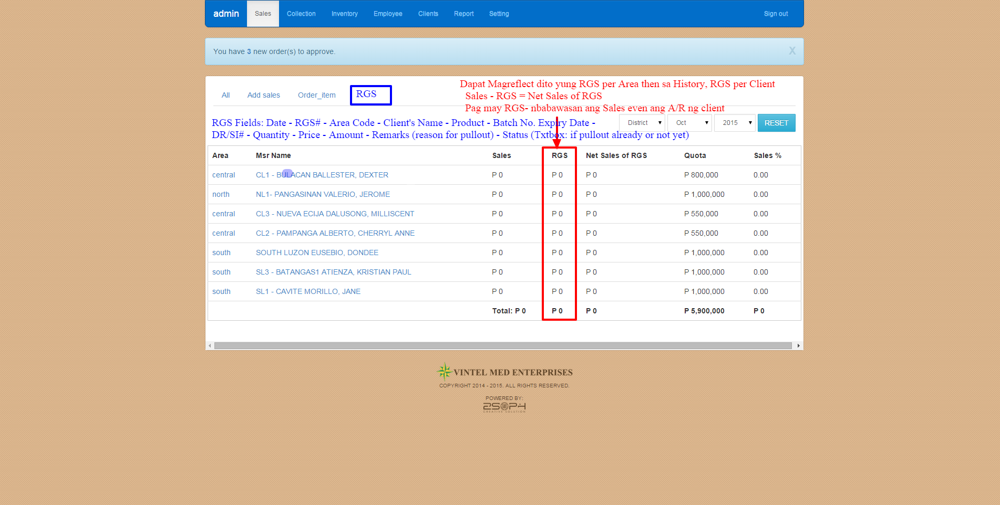 admin Sales Collection Inventory Employee Clients Report Setting Sign out
You have 3 new order(s) to approve. X
Dapat Magreflect dito yung RGS per Area then sa History, RGS per Client
All Add sales Order_item RGS
Sales - RGS = Net Sales of RGS
Pag may RGS- nbabawasan ang Sales even ang A/R ng client
RGS Fields: Date - RGS# - Area Code - Client's Name - Product - Batch No. Expiry Date -
District Oct 2015 RESET
DR/SI# - Quantity - Price - Amount - Remarks (reason for pullout) - Status (Txtbox: if pullout already or not yet)
Area Msr Name Sales RGS Net Sales of RGS Quota Sales %
central CL1 - BULACAN BALLESTER, DEXTER P 0 P 0 P 0 P 800,000 0.00
north NL1- PANGASINAN VALERIO, JEROME P 0 P 0 P 0 P 1,000,000 0.00
central CL3 - NUEVA ECIJA DALUSONG, MILLISCENT P 0 P 0 P 0 P 550,000 0.00
central CL2 - PAMPANGA ALBERTO, CHERRYL ANNE P 0 P 0 P 0 P 550,000 0.00
south SOUTH LUZON EUSEBIO, DONDEE P 0 P 0 P 0 P 1,000,000 0.00
south SL3 - BATANGAS1 ATIENZA, KRISTIAN PAUL P 0 P 0 P 0 P 1,000,000 0.00
south SL1 - CAVITE MORILLO, JANE P 0 P 0 P 0 P 1,000,000 0.00
Total: P 0 P 0 P 0 P 5,900,000 P 0
VINTEL MED ENTERPRISES
COPYRIGHT 2014 - 2015. ALL RIGHTS RESERVED.
POWERED BY:
2SOPH
CREATIVE SOLUTION